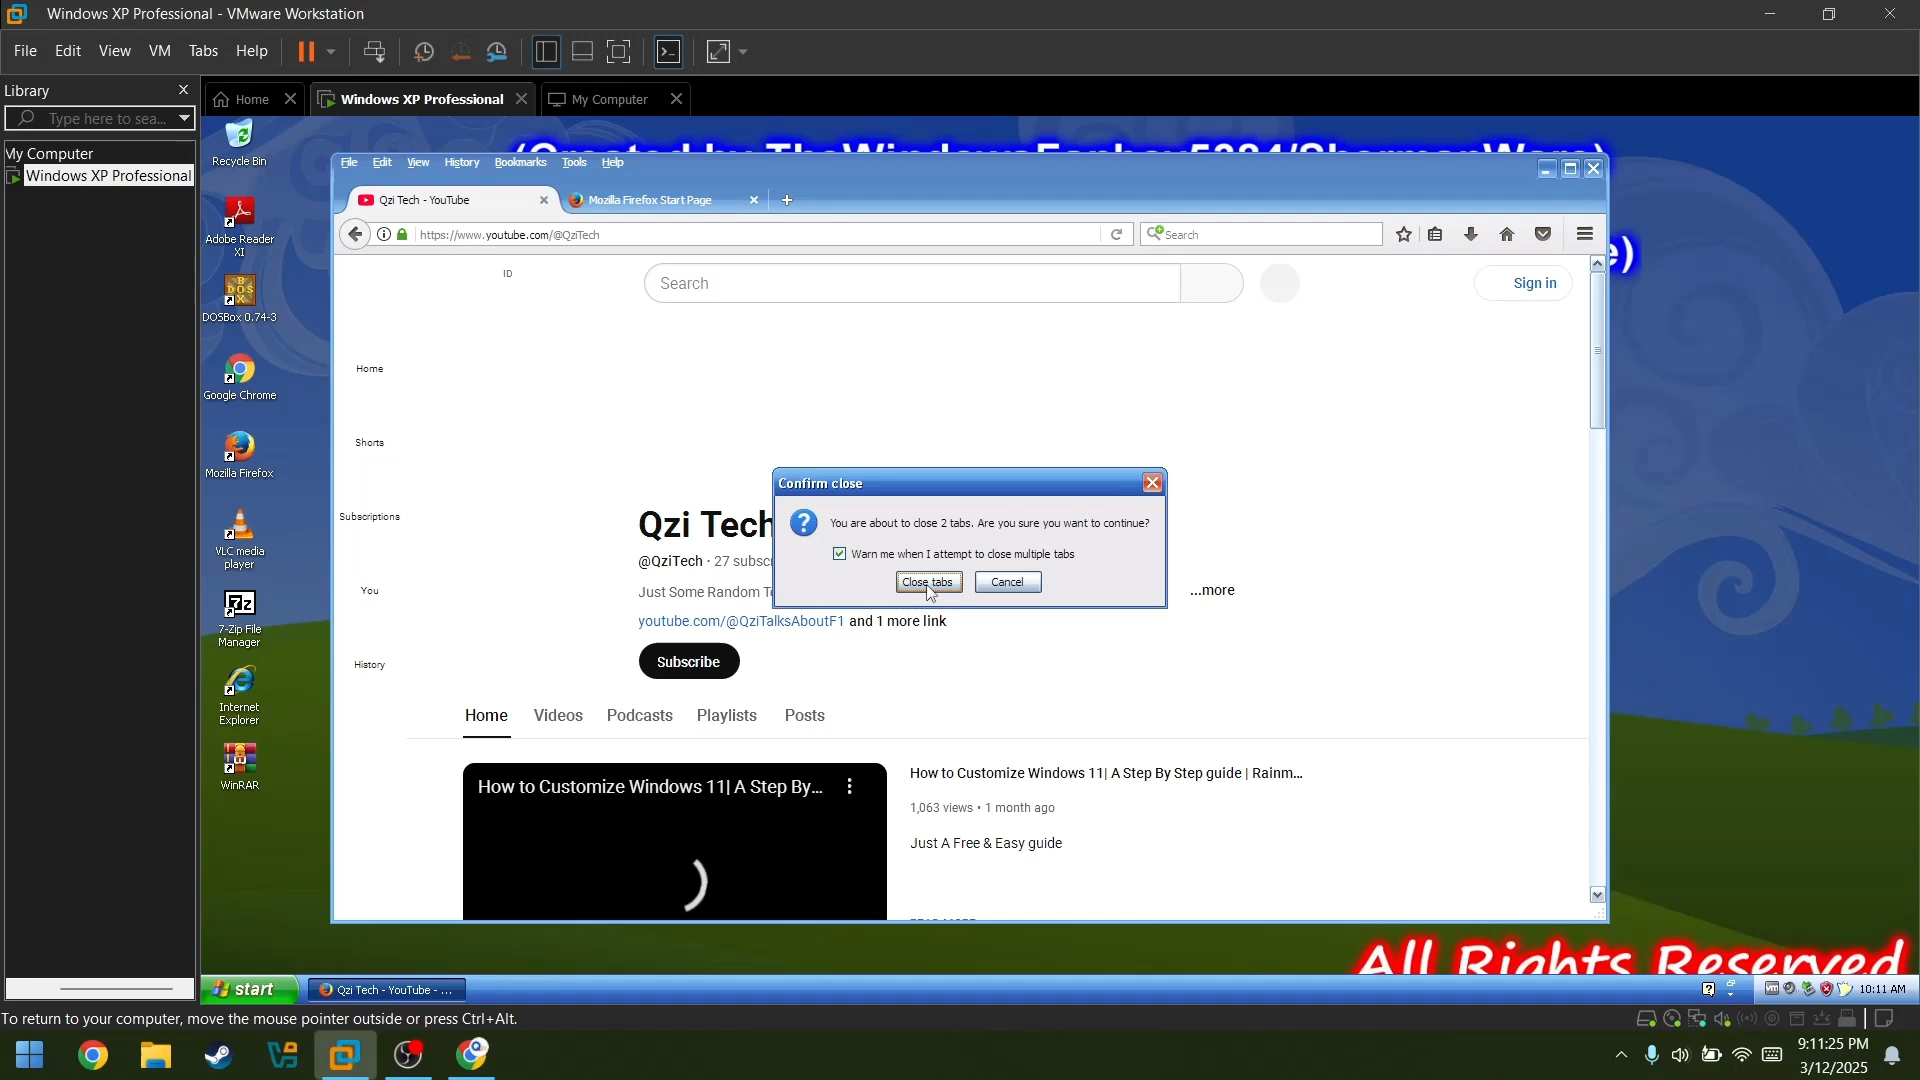 Windows XP Professional - VMware Workstation
File Edit View VM Tabs Help
Library
Type here to sea...
My Computer
Windows XP Professional
Home
Windows XP Professional
My Computer
Recycle Bin
Adobe Reader
XI
DOSBox 0.74-3
Google Chrome
Mozilla Firefox
VLC media
player
7-Zip File
Manager
Internet
Explorer
WinRAR
(Created by TheWindowsFanboy5384/ShermanWare)
e)
File Edit View History Bookmarks Tools Help
Qzi Tech - YouTube
Mozilla Firefox Start Page
https://www.youtube.com/@QziTech
Search
ID
Search
Sign in
Home
Shorts
Subscriptions
You
History
Qzi Tech
@QziTech · 27 subsc
Just Some Random T
...more
youtube.com/@QziTalksAboutF1 and 1 more link
Subscribe
Confirm close
You are about to close 2 tabs. Are you sure you want to continue?
Warn me when I attempt to close multiple tabs
Close tabs
Cancel
Home Videos Podcasts Playlists Posts
How to Customize Windows 11| A Step By...
How to Customize Windows 11| A Step By Step guide | Rainm...
1,063 views • 1 month ago
Just A Free & Easy guide
All Rights Reserved
start
Qzi Tech - YouTube - ...
10:11 AM
To return to your computer, move the mouse pointer outside or press Ctrl+Alt.
9:11:25 PM
3/12/2025